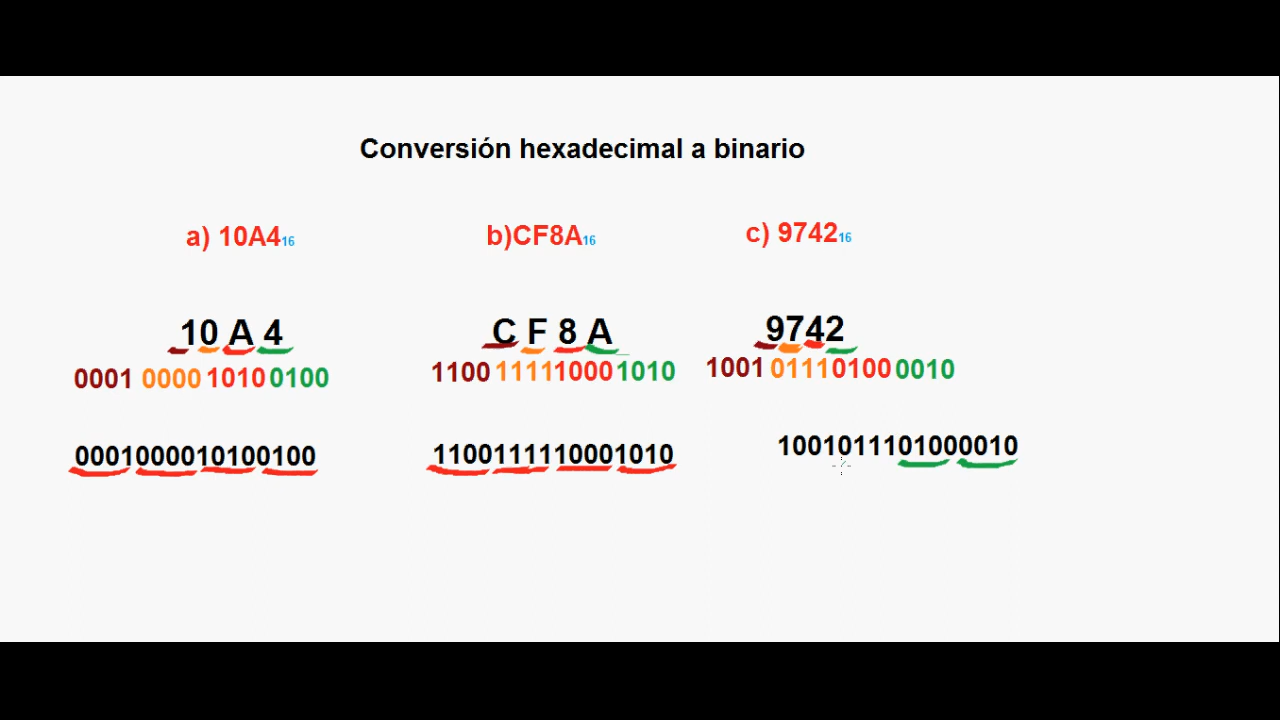 Conversión hexadecimal a binario
a) 10A4₁₆ b)CF8A₁₆ c) 9742₁₆
10 A 4 C F 8 A 9742
0001 0000 1010 0100 1100 1111 1000 1010 1001 0111 0100 0010
0001000010100100 1100111110001010 1001011101000010